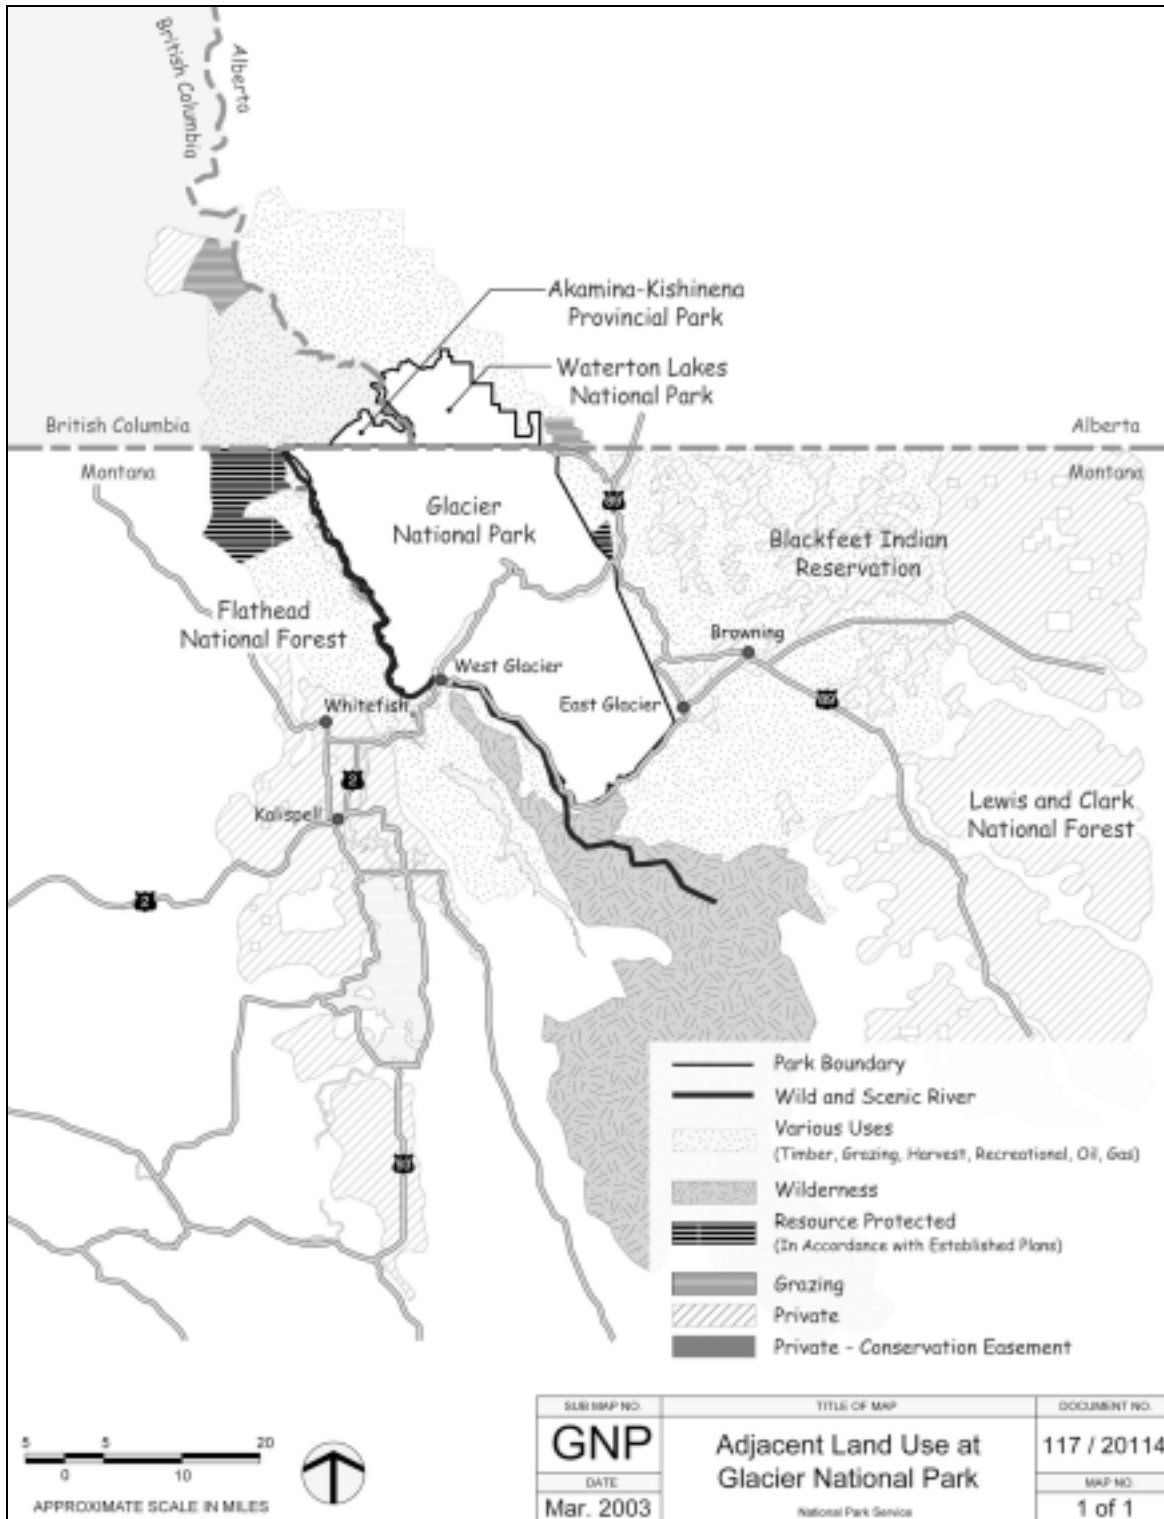 Alberta
British Columbia
Akamina-Kishinena
Provincial Park
Waterton Lakes
National Park
British Columbia
Alberta
Montana
Montana
Glacier
National Park
Blackfeet Indian
Reservation
Flathead
National Forest
Browning
West Glacier
East Glacier
Whitefish
2
Kalispell
Lewis and Clark
National Forest
2
93
Park Boundary
Wild and Scenic River
Various Uses
(Timber, Grazing, Harvest, Recreational, Oil, Gas)
Wilderness
Resource Protected
(In Accordance with Established Plans)
Grazing
Private
Private - Conservation Easement
5 5 20
0 10
APPROXIMATE SCALE IN MILES
SUB MAP NO.
GNP
DATE
Mar. 2003
TITLE OF MAP
Adjacent Land Use at
Glacier National Park
National Park Service
DOCUMENT NO.
117 / 20114
MAP NO.
1 of 1